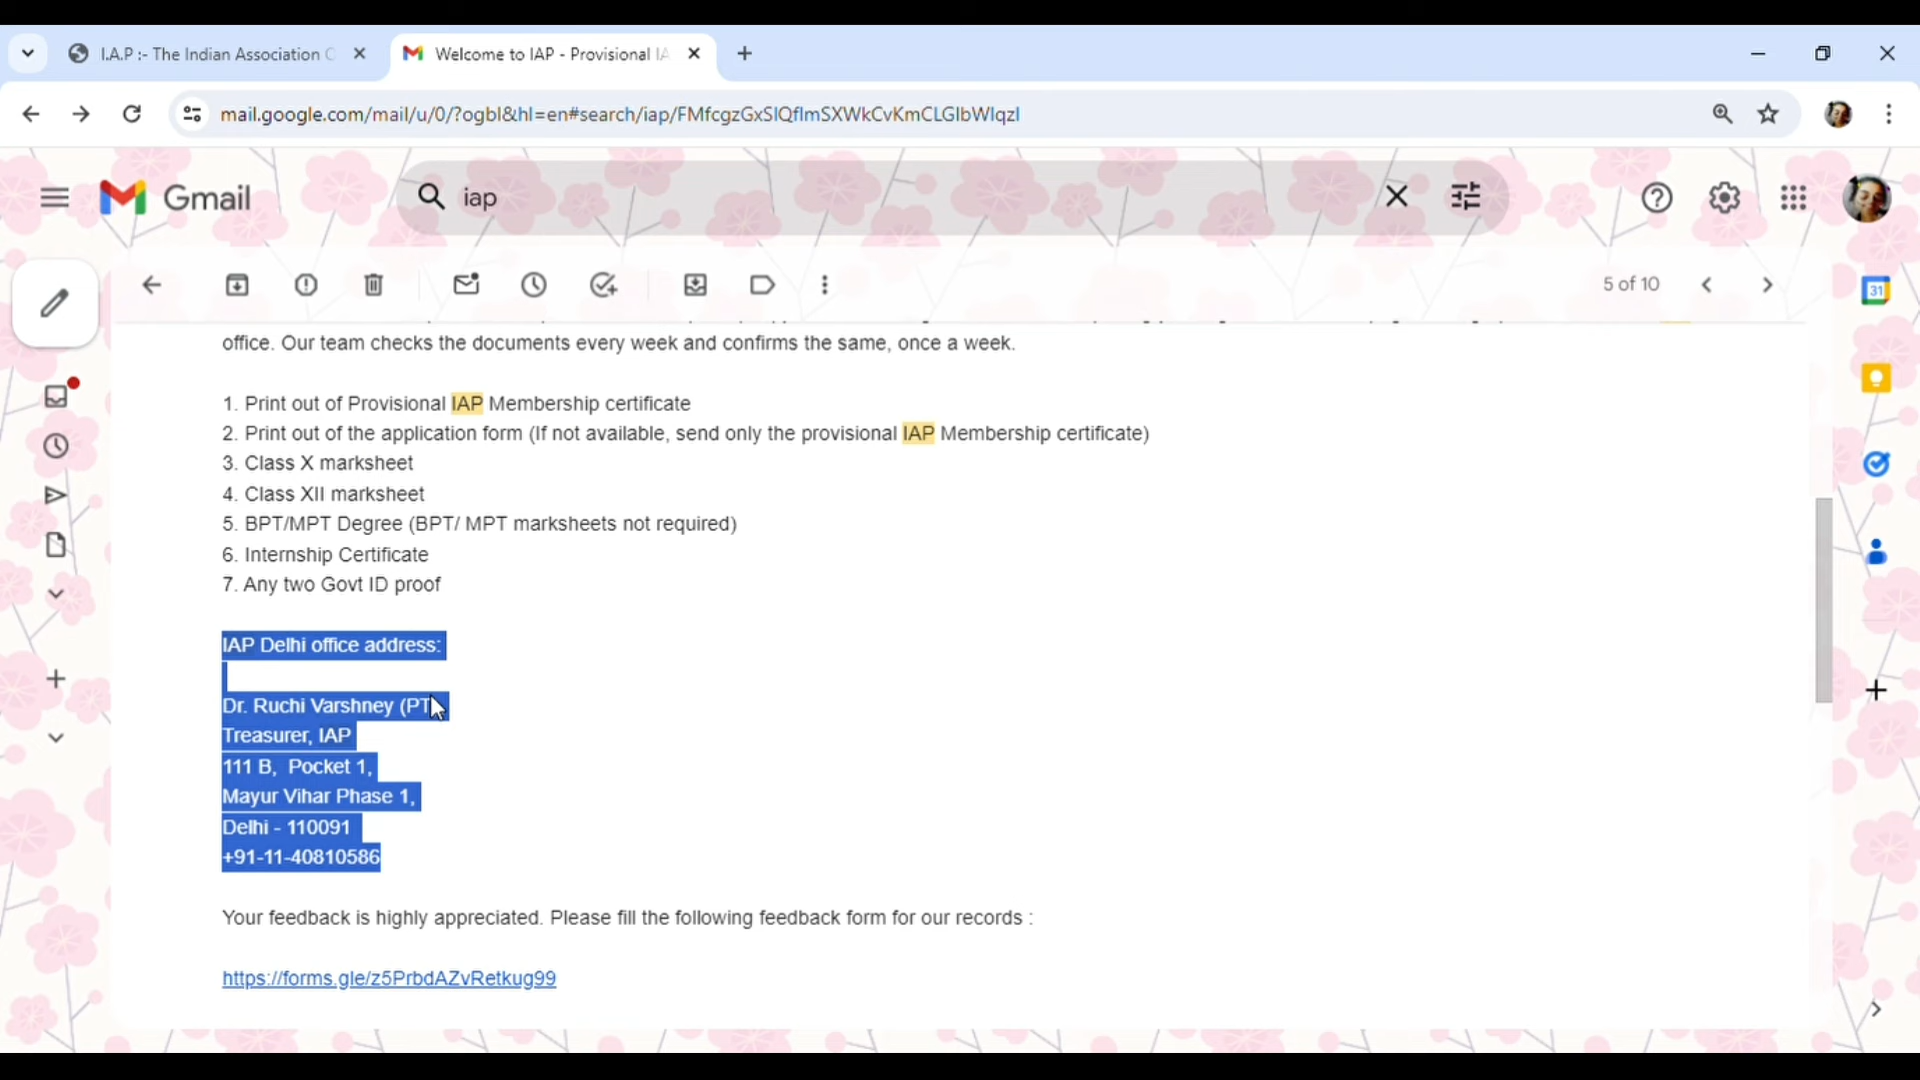 I.A.P :- The Indian Association
Welcome to IAP - Provisional IA
mail.google.com/mail/u/0/?ogbl&hl=en#search/iap/FMfcgzGxSlQflmSXWkCvKmCLGlbWlqzl
Gmail
iap
5 of 10
31
office. Our team checks the documents every week and confirms the same, once a week.
1. Print out of Provisional IAP Membership certificate
2. Print out of the application form (If not available, send only the provisional IAP Membership certificate)
3. Class X marksheet
4. Class XII marksheet
5. BPT/MPT Degree (BPT/ MPT marksheets not required)
6. Internship Certificate
7. Any two Govt ID proof
IAP Delhi office address:
Dr. Ruchi Varshney (PT
Treasurer, IAP
111 B,  Pocket 1,
Mayur Vihar Phase 1,
Delhi - 110091
+91-11-40810586
Your feedback is highly appreciated. Please fill the following feedback form for our records :
https://forms.gle/z5PrbdAZvRetkug99